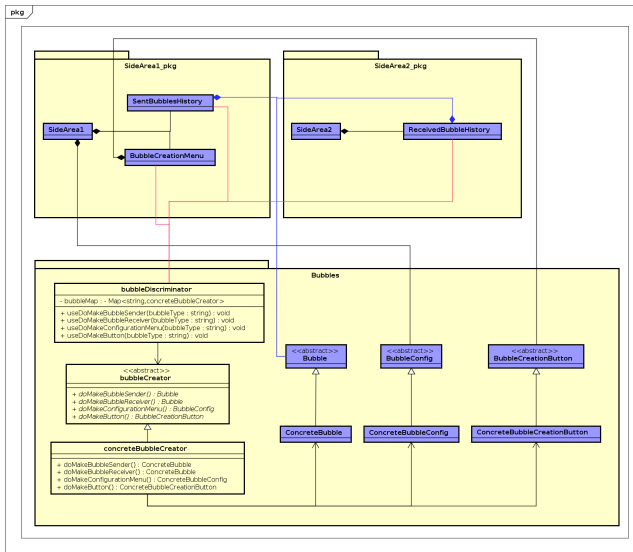 pkg
SideArea1_pkg
SideArea2_pkg
SentBubblesHistory
SideArea1
BubbleCreationMenu
SideArea2
ReceivedBubbleHistory
Bubbles
bubbleDiscriminator
- bubbleMap : - Map<string,concreteBubbleCreator>
+ useDoMakeBubbleSender(bubbleType : string) : void
+ useDoMakeBubbleReceiver(bubbleType : string) : void
+ useDoMakeConfigurationMenu(bubbleType : string) : void
+ useDoMakeButton(bubbleType : string) : void
<<abstract>>
bubbleCreator
+ doMakeBubbleSender() : Bubble
+ doMakeBubbleReceiver() : Bubble
+ doMakeConfigurationMenu() : BubbleConfig
+ doMakeButton() : BubbleCreationButton
concreteBubbleCreator
+ doMakeBubbleSender() : ConcreteBubble
+ doMakeBubbleReceiver() : ConcreteBubble
+ doMakeConfigurationMenu() : ConcreteBubbleConfig
+ doMakeButton() : ConcreteBubbleCreationButton
<<abstract>>
Bubble
<<abstract>>
BubbleConfig
<<abstract>>
BubbleCreationButton
ConcreteBubble
ConcreteBubbleConfig
ConcreteBubbleCreationButton